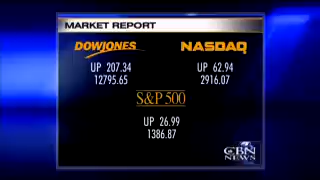 MARKET REPORT
DOWJONES
UP 207.34
12795.65
NASDAQ
UP 62.94
2916.07
S&P 500
UP 26.99
1386.87
CBN
NEWS